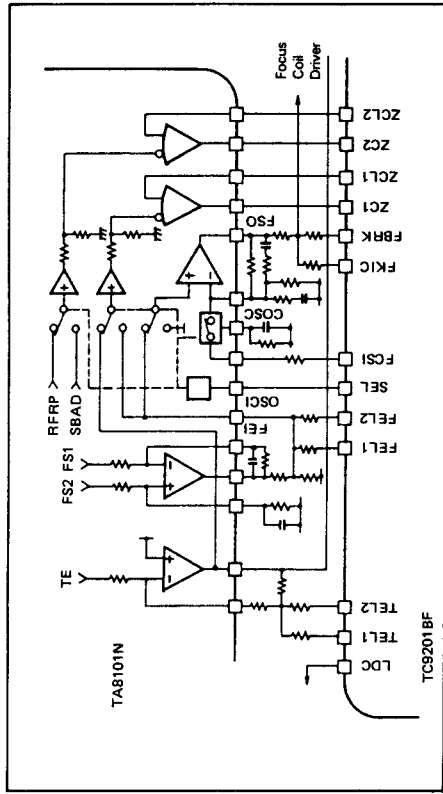 TA8101N
TE
FS2
FS1
SBAD
RFRP
FEI
OSCI
COSC
FSO
Focus
Coil
Driver
TC9201BF
LDC
TEL1
TEL2
FEL1
FEL2
SEL
FCSI
FKIC
FBRK
ZC1
ZCL1
ZC2
ZCL2